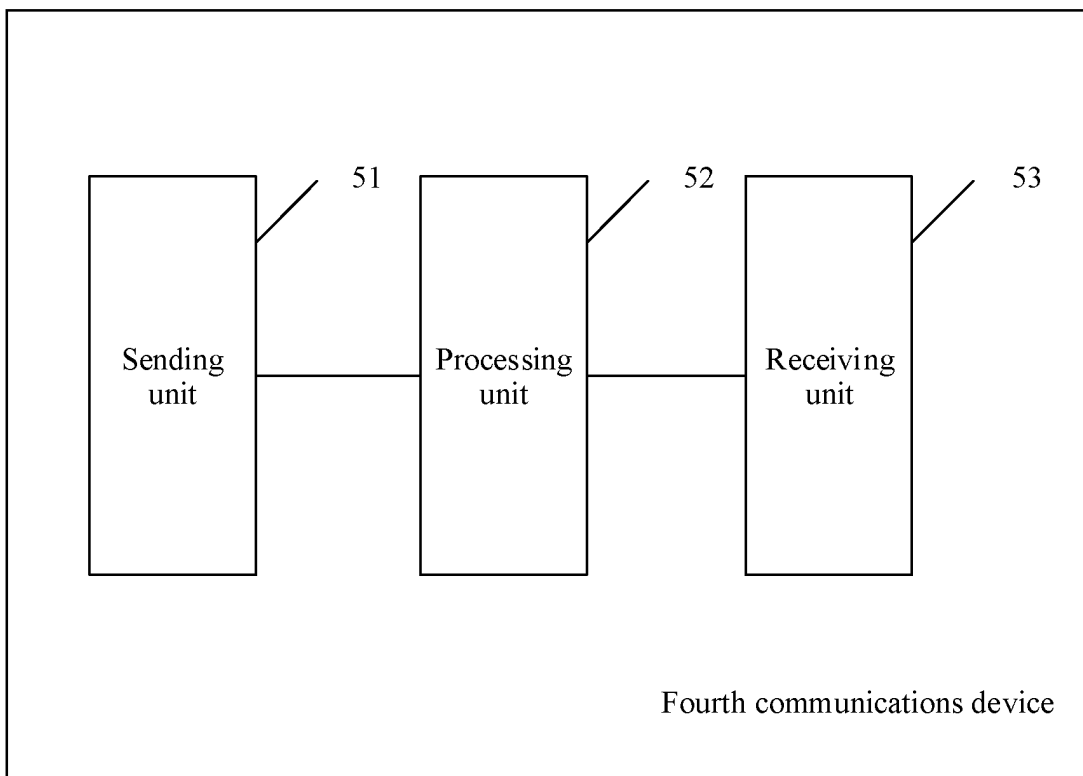 51
52
53
Sending
unit
Processing
unit
Receiving
unit
Fourth communications device